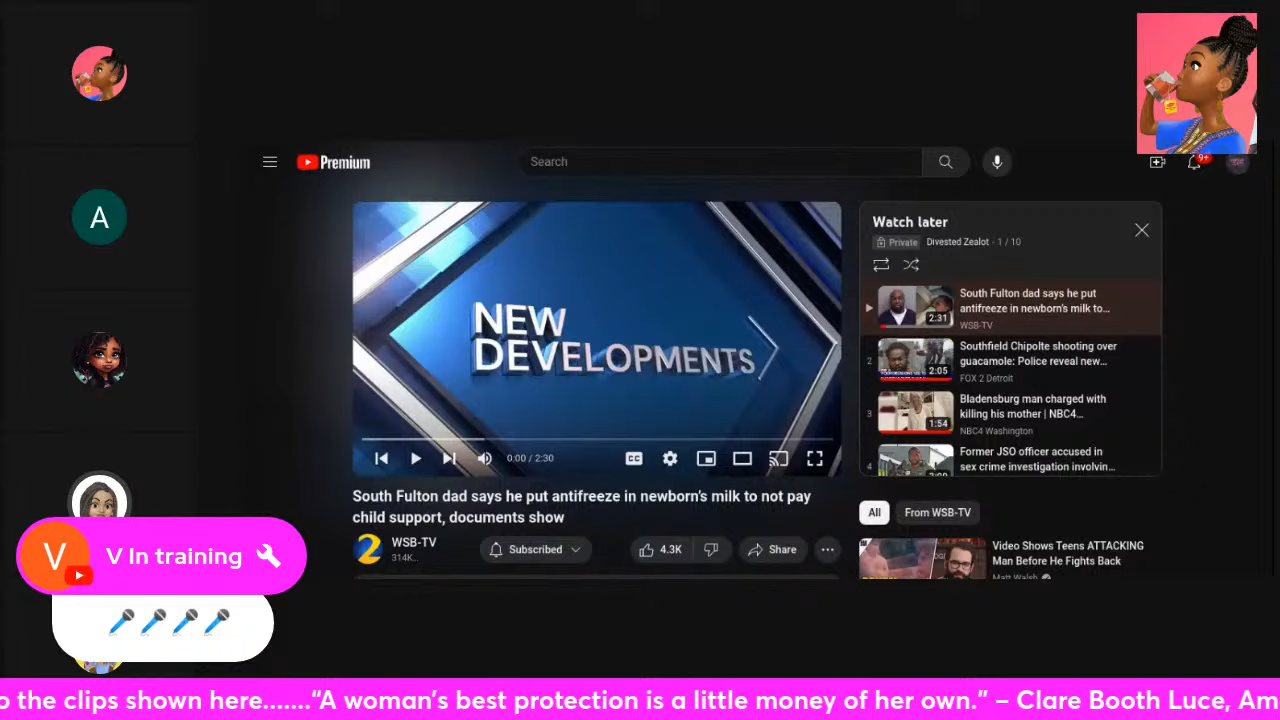 Premium
Search
9+
NEW
DEVELOPMENTS
0:00 / 2:30
CC
South Fulton dad says he put antifreeze in newborn's milk to not pay
child support, documents show
2
WSB-TV
314K..
Subscribed
4.3K
Share
Watch later
Private
Divested Zealot - 1 / 10
2:31
South Fulton dad says he put
antifreeze in newborn's milk to…
WSB-TV
2
2:05
Southfield Chipolte shooting over
guacamole: Police reveal new…
FOX 2 Detroit
3
1:54
Bladensburg man charged with
killing his mother | NBC4…
NBC4 Washington
4
Former JSO officer accused in
sex crime investigation involvin…
All
From WSB-TV
Video Shows Teens ATTACKING
Man Before He Fights Back
Matt Walsh
A
V
V In training
o the clips shown here.......“A woman’s best protection is a little money of her own.” – Clare Booth Luce, Am